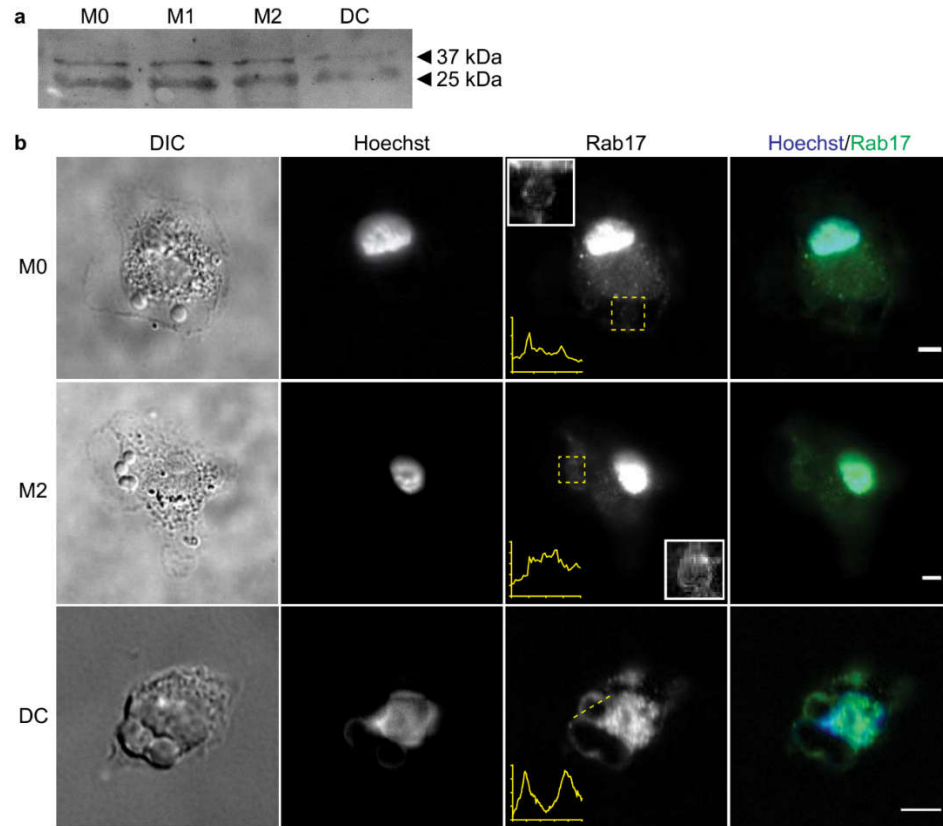 a
M0 M1 M2 DC
◄ 37 kDa
◄ 25 kDa
b
DIC Hoechst Rab17 Hoechst/Rab17
M0
M2
DC